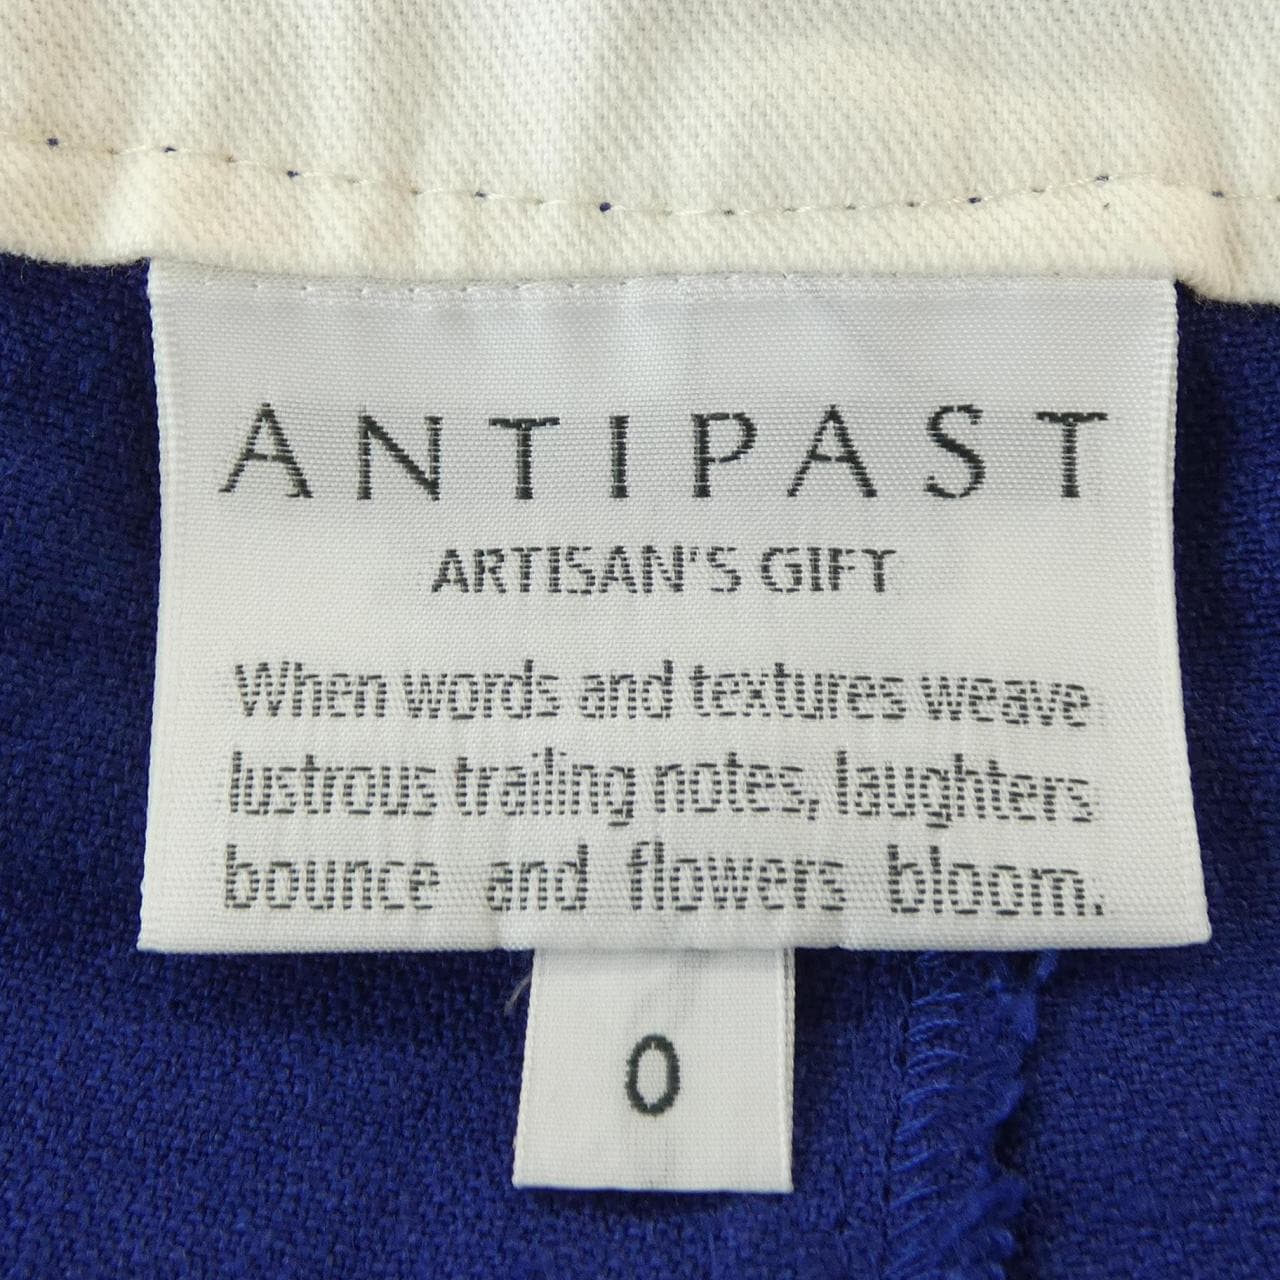 ANTIPAST
ARTISAN'S GIFT
When words and textures weave
lustrous trailing notes, laughters
bounce and flowers bloom.
0